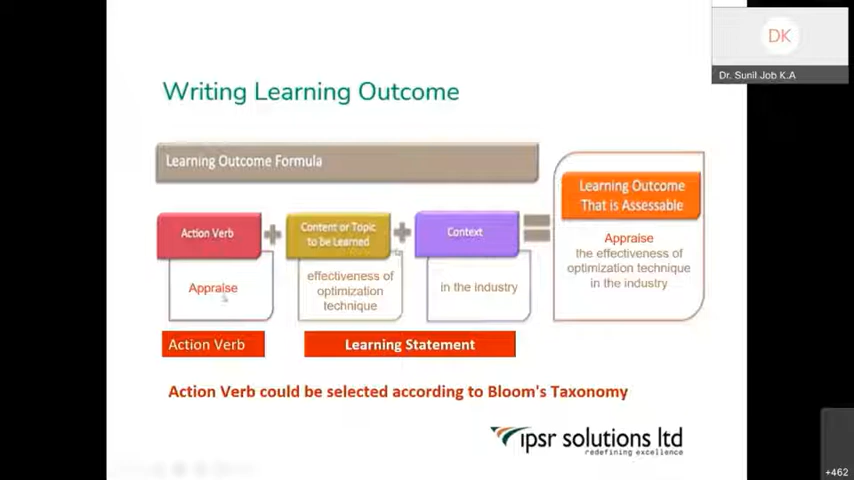 DK
Dr. Sunil Job K.A
Writing Learning Outcome
Learning Outcome Formula
Learning Outcome
That is Assessable
Action Verb
Content or Topic
to be Learned
Context
Appraise
effectiveness of
optimization
technique
in the industry
Appraise
the effectiveness of
optimization technique
in the industry
Action Verb
Learning Statement
Action Verb could be selected according to Bloom's Taxonomy
ipsr solutions ltd
redefining excellence
+462